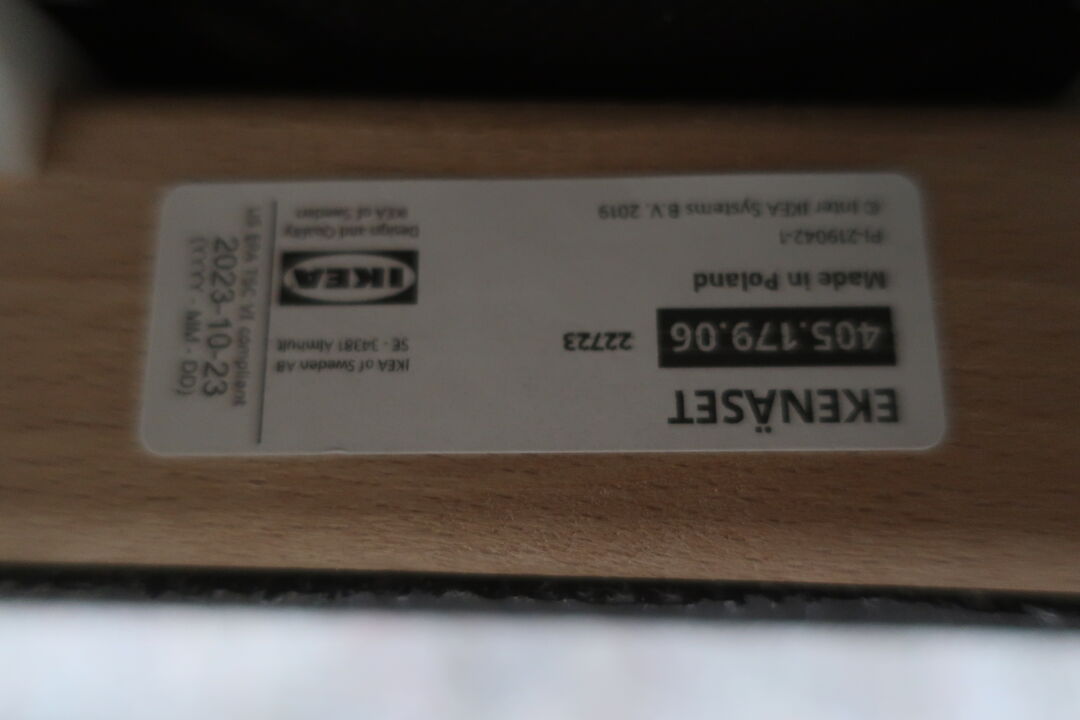 EKENÄSET
405.179.06 22723
Made in Poland
PI-219042-1
© Inter IKEA Systems B.V. 2019
IKEA of Sweden AB
SE - 34381 Älmhult
IKEA
Design and Quality
IKEA of Sweden
US EPA TSCA VI compliant
2023-10-23
(YYYY - MM - DD)